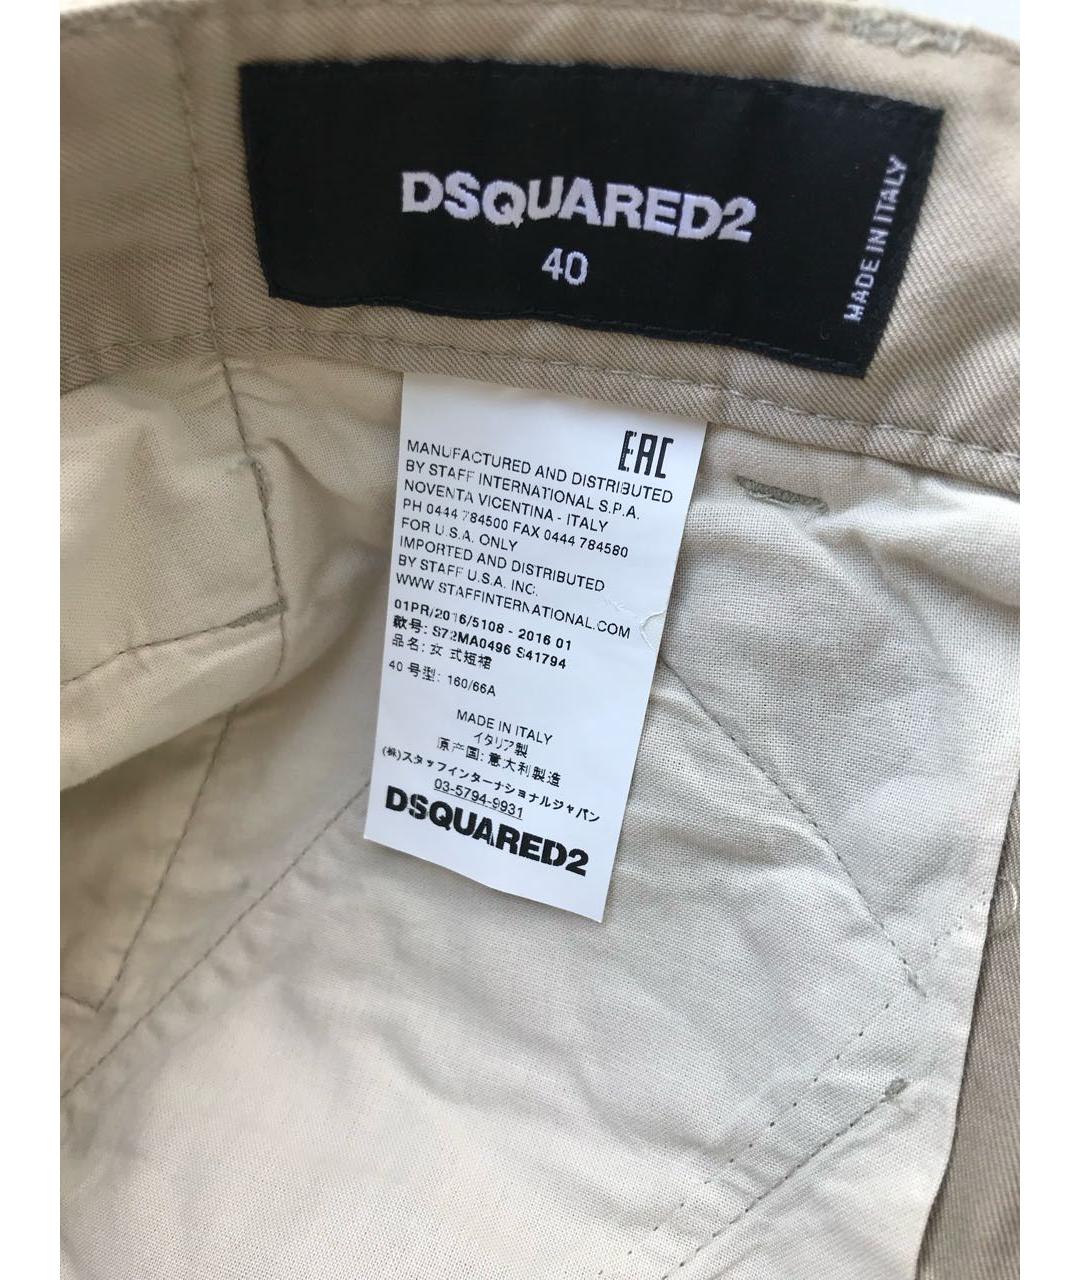 DSQUARED2
40
MADE IN ITALY
EAC
MANUFACTURED AND DISTRIBUTED
BY STAFF INTERNATIONAL S.P.A.
NOVENTA VICENTINA - ITALY
PH 0444 784500 FAX 0444 784580
FOR U.S.A. ONLY
IMPORTED AND DISTRIBUTED
BY STAFF U.S.A. INC.
WWW.STAFFINTERNATIONAL.COM
01PR/2016/5108 - 2016 01
款号: S72MA0496 S41794
品名: 女 式短裙
40 号型: 160/66A
MADE IN ITALY
イタリア製
原产国: 意大利製造
(株)スタッフインターナショナルジャパン
03-5794-9931
DSQUARED2